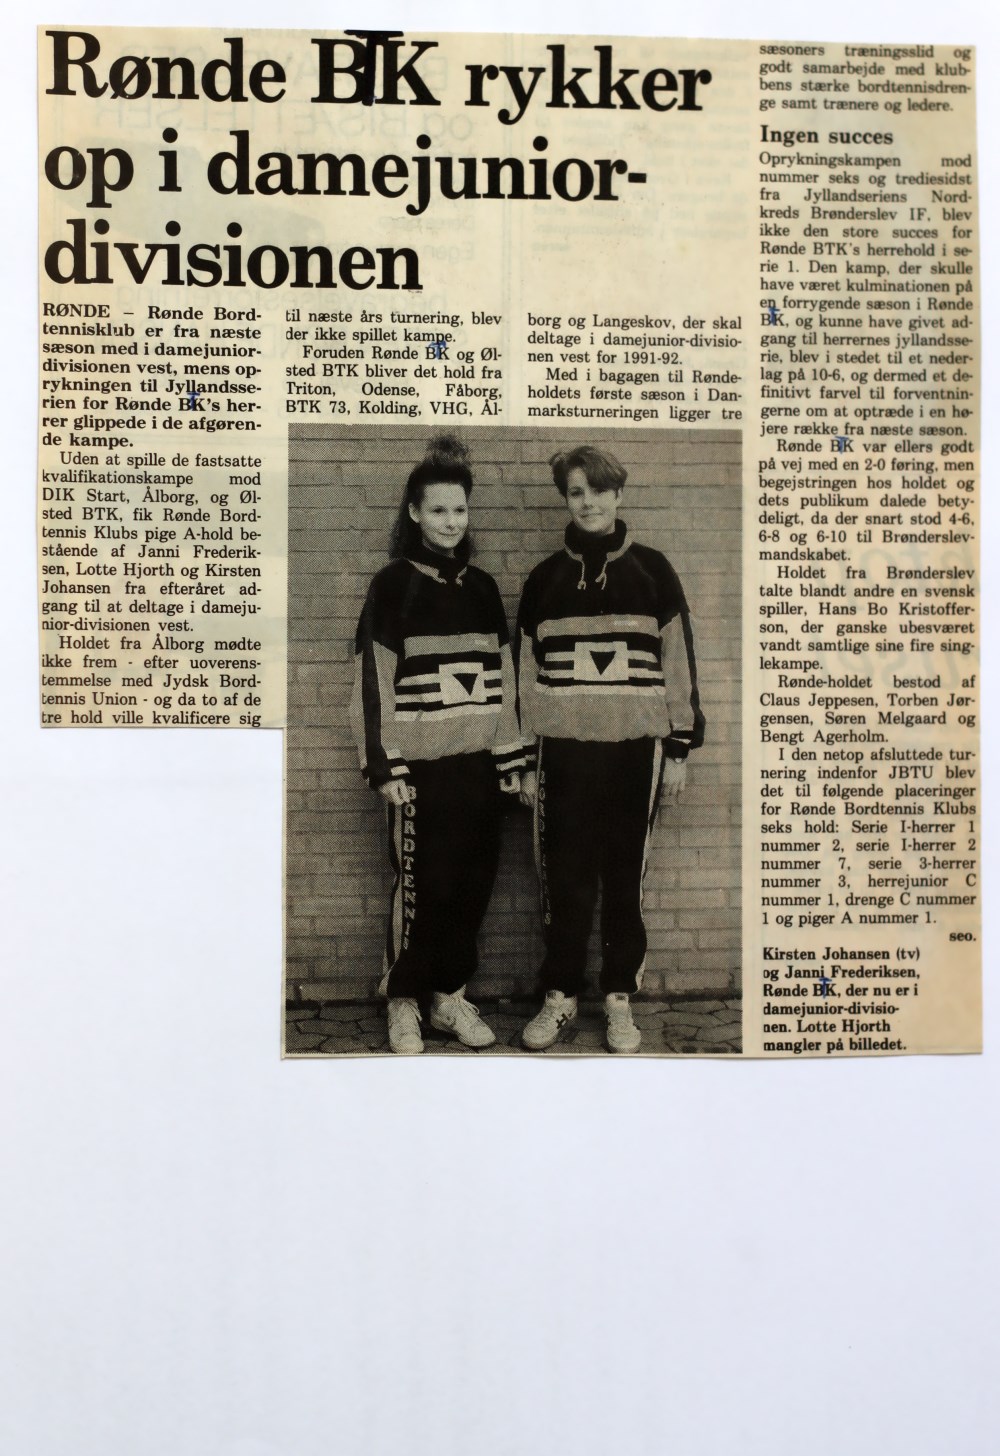 Rønde BTK rykker
op i damejunior-
divisionen
RØNDE – Rønde Bord-
tennisklub er fra næste
sæson med i damejunior-
divisionen vest, mens op-
rykningen til Jyllandsse-
rien for Rønde BTK's her-
rer glippede i de afgøren-
de kampe.
Uden at spille de fastsatte
kvalifikationskampe mod
DIK Start, Ålborg, og Øl-
sted BTK, fik Rønde Bord-
tennis Klubs pige A-hold be-
stående af Janni Frederik-
sen, Lotte Hjorth og Kirsten
Johansen fra efteråret ad-
gang til at deltage i dameju-
nior-divisionen vest.
Holdet fra Ålborg mødte
ikke frem - efter uoverens-
temmelse med Jydsk Bord-
tennis Union - og da to af de
tre hold ville kvalificere sig
til næste års turnering, blev
der ikke spillet kampe.
Foruden Rønde BTK og Øl-
sted BTK bliver det hold fra
Triton, Odense, Fåborg,
BTK 73, Kolding, VHG, Ål-
borg og Langeskov, der skal
deltage i damejunior-divisio-
nen vest for 1991-92.
Med i bagagen til Rønde-
holdets første sæson i Dan-
marksturneringen ligger tre
sæsoners træningsslid og
godt samarbejde med klub-
bens stærke bordtennisdren-
ge samt trænere og ledere.
Ingen succes
Oprykningskampen mod
nummer seks og trediesidst
fra Jyllandseriens Nord-
kreds Brønderslev IF, blev
ikke den store succes for
Rønde BTK's herrehold i se-
rie 1. Den kamp, der skulle
have været kulminationen på
en forrygende sæson i Rønde
BTK, og kunne have givet ad-
gang til herrernes jyllandsse-
rie, blev i stedet til et neder-
lag på 10-6, og dermed et de-
finitivt farvel til forventnin-
gerne om at optræde i en hø-
jere række fra næste sæson.
Rønde BTK var ellers godt
på vej med en 2-0 føring, men
begejstringen hos holdet og
dets publikum dalede bety-
deligt, da der snart stod 4-6,
6-8 og 6-10 til Brønderslev-
mandskabet.
Holdet fra Brønderslev
talte blandt andre en svensk
spiller, Hans Bo Kristoffer-
son, der ganske ubesværet
vandt samtlige sine fire sing-
lekampe.
Rønde-holdet bestod af
Claus Jeppesen, Torben Jør-
gensen, Søren Melgaard og
Bengt Agerholm.
I den netop afsluttede tur-
nering indenfor JBTU blev
det til følgende placeringer
for Rønde Bordtennis Klubs
seks hold: Serie I-herrer 1
nummer 2, serie I-herrer 2
nummer 7, serie 3-herrer
nummer 3, herrejunior C
nummer 1, drenge C nummer
1 og piger A nummer 1.
seo.
BORDTENNIS
Kirsten Johansen (tv)
og Janni Frederiksen,
Rønde BTK, der nu er i
damejunior-divisio-
nen. Lotte Hjorth
mangler på billedet.